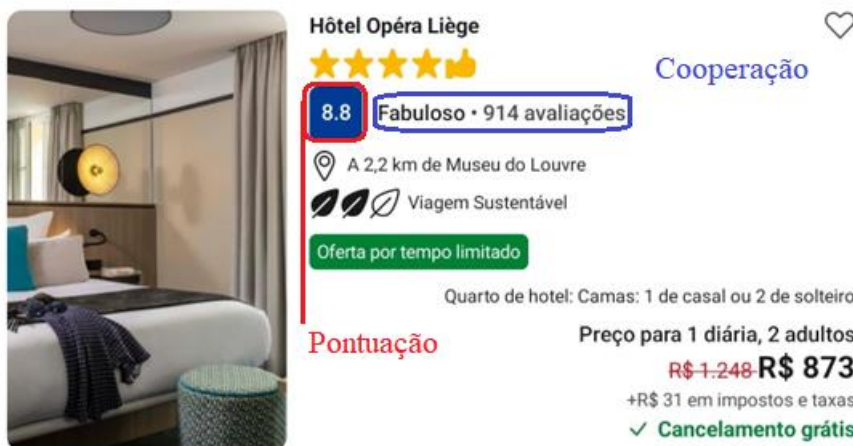 Hôtel Opéra Liège
Cooperação
8.8 Fabuloso • 914 avaliações
A 2,2 km de Museu do Louvre
Viagem Sustentável
Oferta por tempo limitado
Quarto de hotel: Camas: 1 de casal ou 2 de solteiro
Pontuação
Preço para 1 diária, 2 adultos
R$ 1.248 R$ 873
+R$ 31 em impostos e taxas
Cancelamento grátis